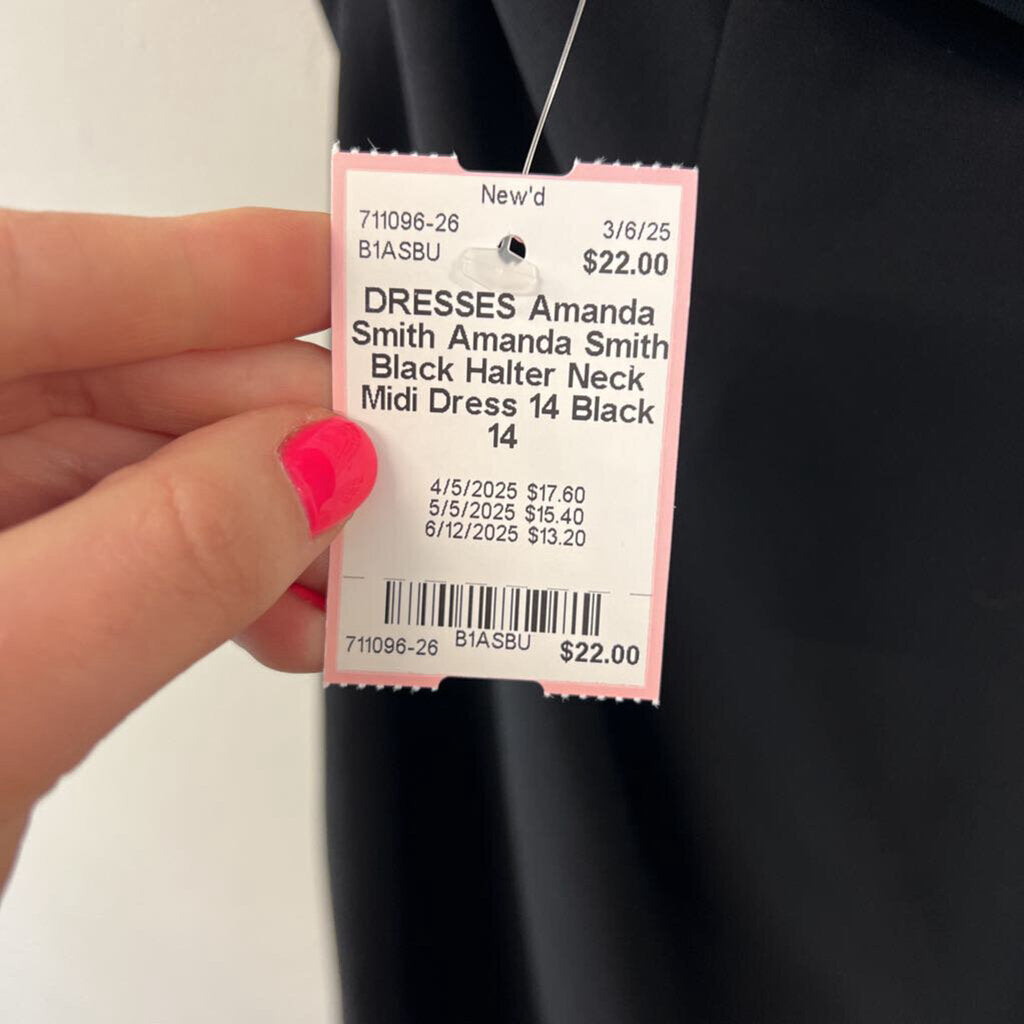 New'd
711096-26 3/6/25
B1ASBU $22.00
DRESSES Amanda
Smith Amanda Smith
Black Halter Neck
Midi Dress 14 Black
14
4/5/2025 $17.60
5/5/2025 $15.40
6/12/2025 $13.20
711096-26 B1ASBU $22.00